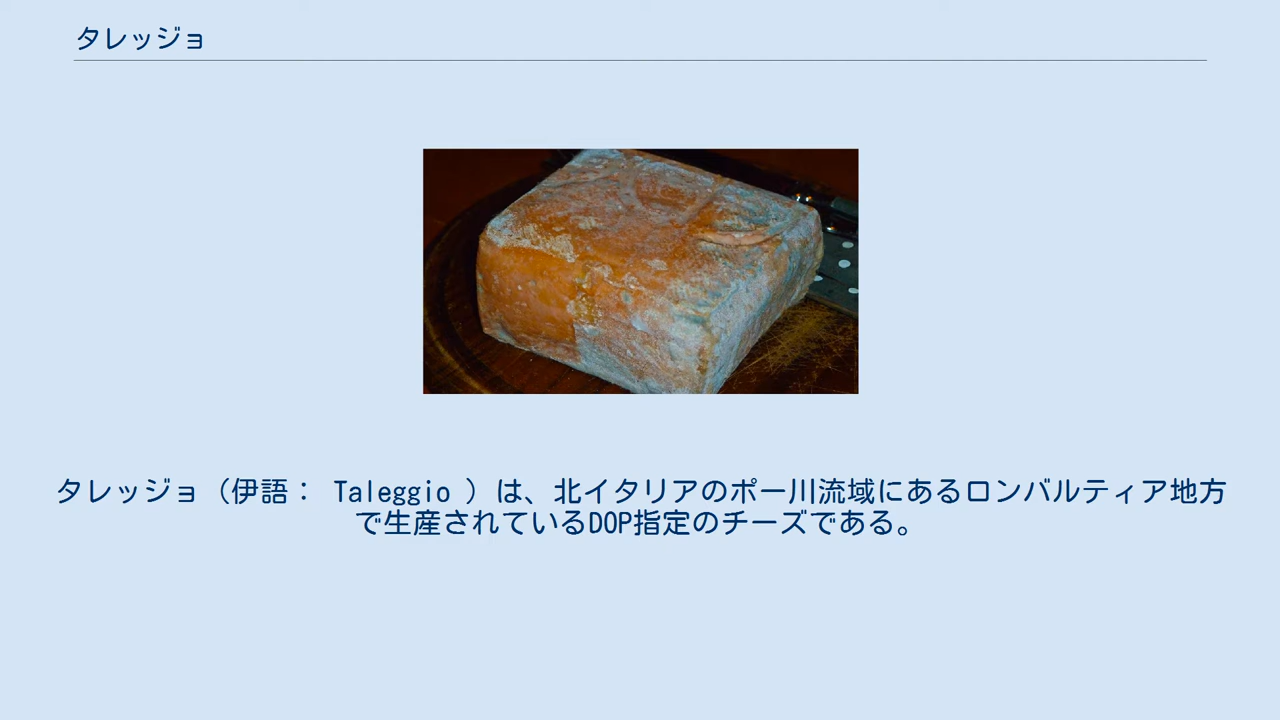 タレッジョ
タレッジョ（伊語： Taleggio ）は、北イタリアのポー川流域にあるロンバルティア地方
で生産されているDOP指定のチーズである。